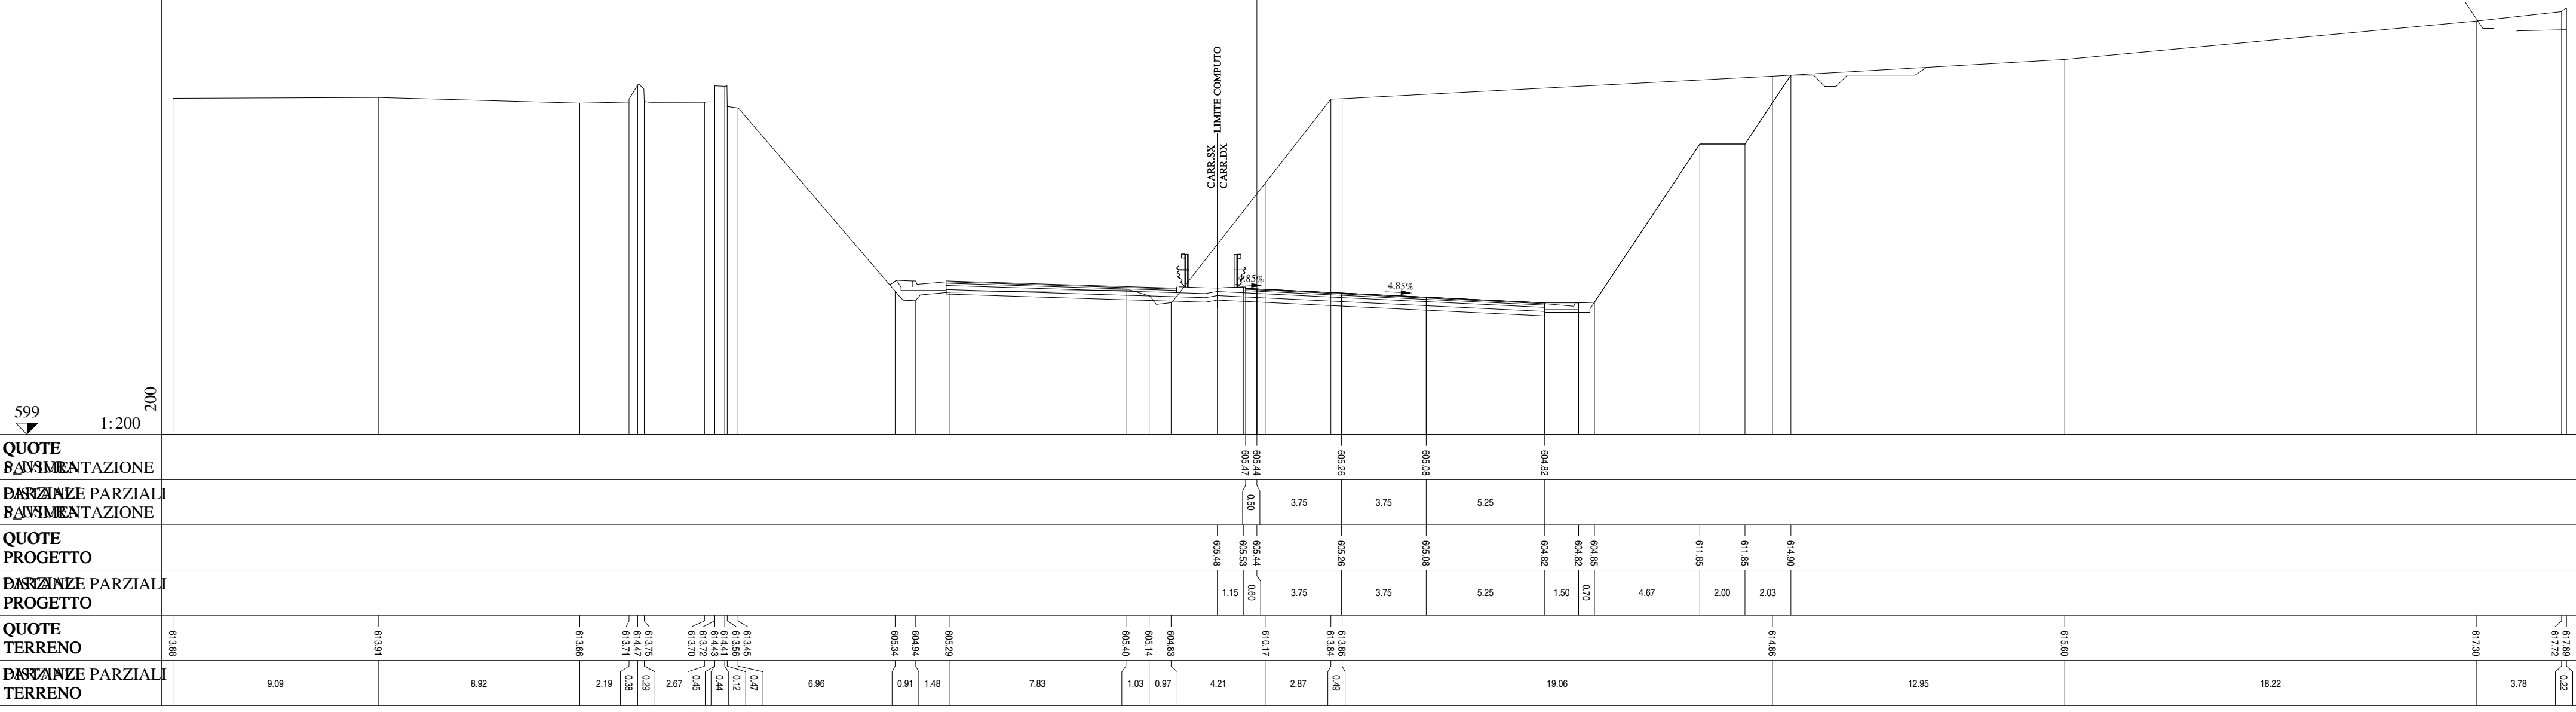 LIMITE COMPUTO
CARR.SX
CARR.DX
4.85%
200
599
1:200
QUOTE
PAVIMENTAZIONE
605.47 605.44 605.26 605.08 604.82
DISTANZE PARZIALI
PAVIMENTAZIONE
0.50 3.75 3.75 5.25
QUOTE
PROGETTO
605.48 605.53 605.44 605.26 605.08 604.82 604.82 604.85 611.85 611.85 614.90
PARZIALI
PROGETTO
1.15 0.60 3.75 3.75 5.25 1.50 0.70 4.67 2.00 2.03
QUOTE
TERRENO
613.88 613.91 613.66 613.71 614.47 613.75 613.70 613.72 614.43 614.41 613.56 613.45 605.34 604.94 605.29 605.40 605.14 604.83 610.17 613.84 613.86 614.86 615.60 617.30 617.72 617.89
PARZIALI
TERRENO
9.09 8.92 2.19 0.38 0.29 2.67 0.45 0.44 0.12 0.47 6.96 0.91 1.48 7.83 1.03 0.97 4.21 2.87 0.49 19.06 12.95 18.22 3.78 0.22